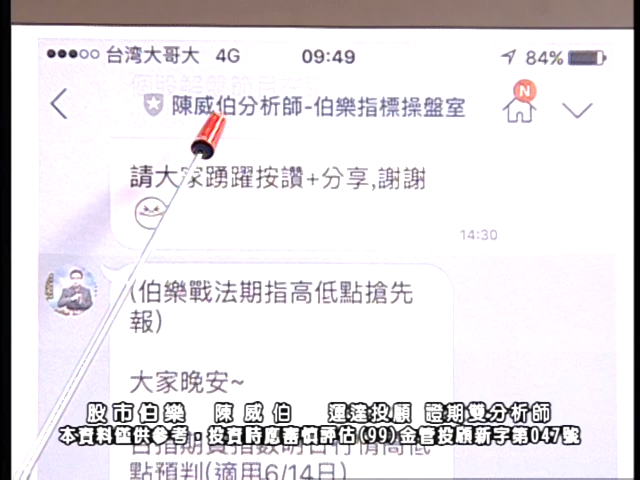 ●●●○○ 台湾大哥大 4G 09:49 84%
陳威伯分析師-伯樂指標操盤室
N
請大家踴躍按讚+分享,謝謝
14:30
(伯樂戰法期指高低點搶先
報)
大家晚安~
股市伯樂 陳威伯 運達投顧 證期雙分析師
本資料僅供參考，投資時應審慎評估(99)金管投顧新字第047號
點預判(適用6/14日)